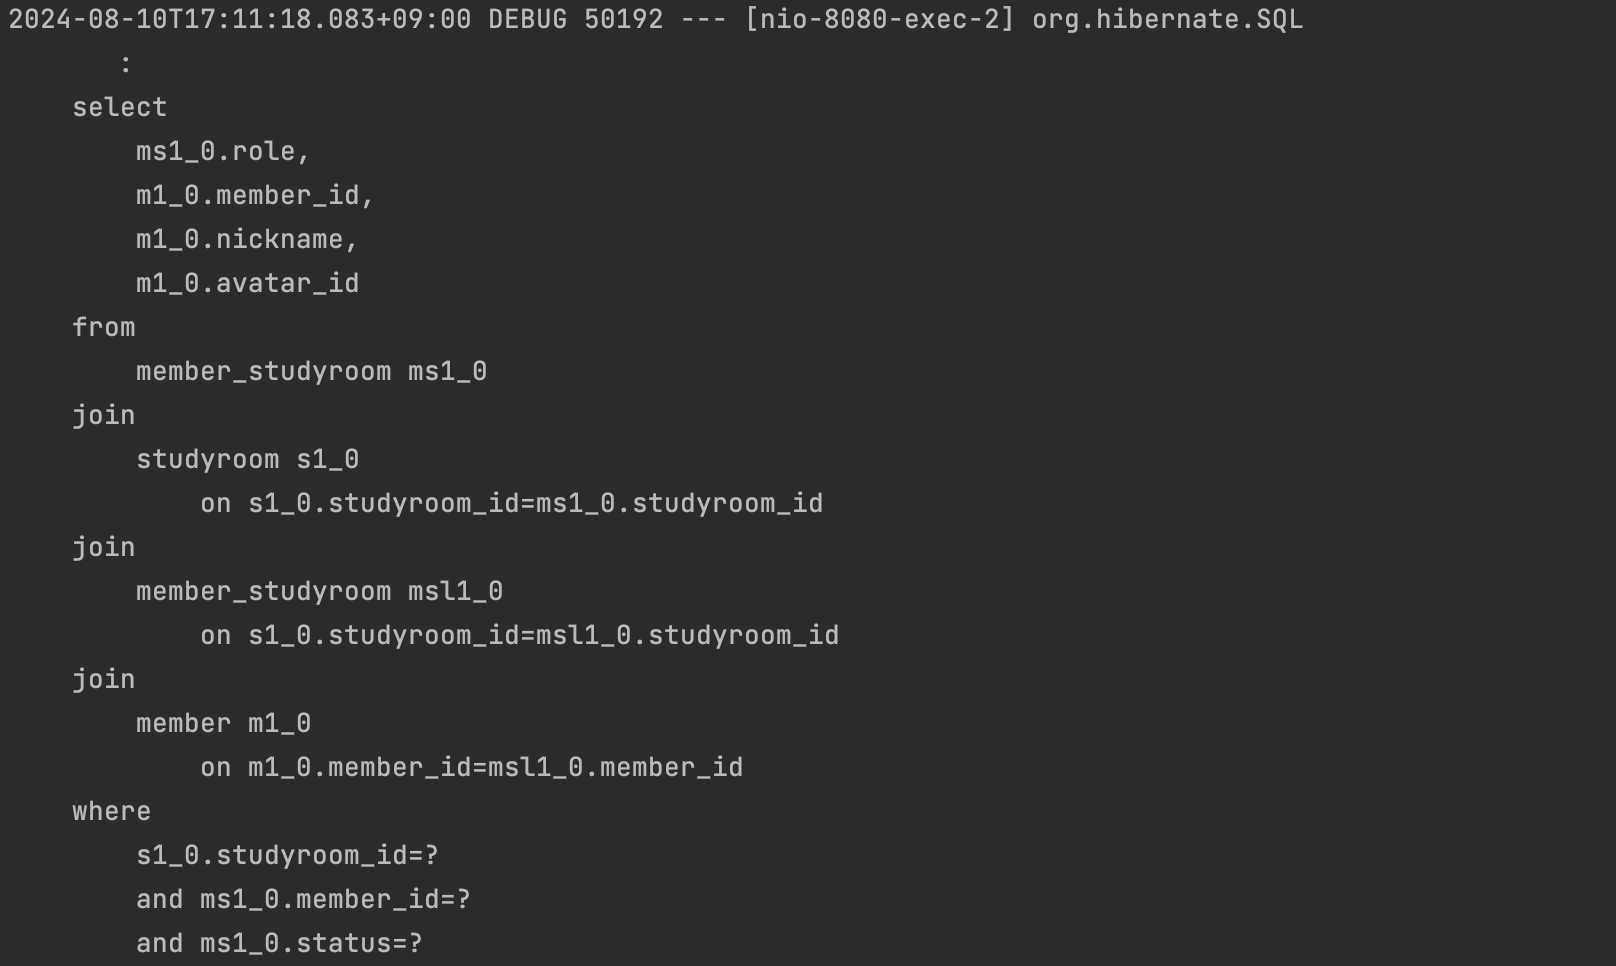 2024-08-10T17:11:18.083+09:00 DEBUG 50192 --- [nio-8080-exec-2] org.hibernate.SQL
:
select
ms1_0.role,
m1_0.member_id,
m1_0.nickname,
m1_0.avatar_id
from
member_studyroom ms1_0
join
studyroom s1_0
on s1_0.studyroom_id=ms1_0.studyroom_id
join
member_studyroom msl1_0
on s1_0.studyroom_id=msl1_0.studyroom_id
join
member m1_0
on m1_0.member_id=msl1_0.member_id
where
s1_0.studyroom_id=?
and ms1_0.member_id=?
and ms1_0.status=?